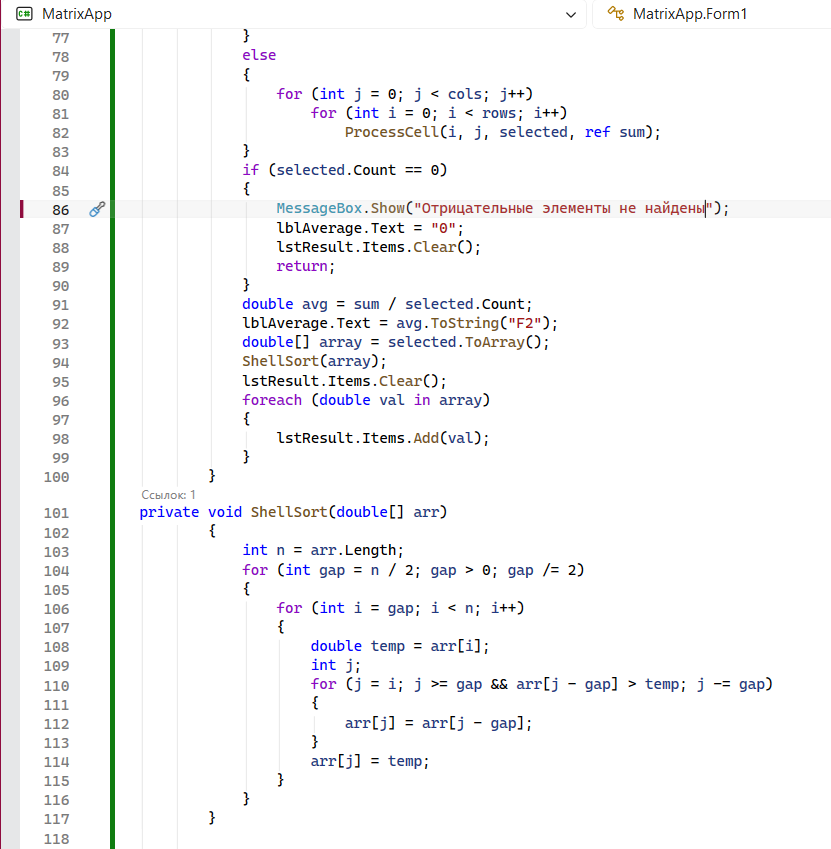 MatrixApp MatrixApp.Form1
77 }
78 else
79 {
80 for (int j = 0; j < cols; j++)
81 for (int i = 0; i < rows; i++)
82 ProcessCell(i, j, selected, ref sum);
83 }
84 if (selected.Count == 0)
85 {
86 MessageBox.Show("Отрицательные элементы не найдены");
87 lblAverage.Text = "0";
88 lstResult.Items.Clear();
89 return;
90 }
91 double avg = sum / selected.Count;
92 lblAverage.Text = avg.ToString("F2");
93 double[] array = selected.ToArray();
94 ShellSort(array);
95 lstResult.Items.Clear();
96 foreach (double val in array)
97 {
98 lstResult.Items.Add(val);
99 }
100 }
Ссылок: 1
101 private void ShellSort(double[] arr)
102 {
103 int n = arr.Length;
104 for (int gap = n / 2; gap > 0; gap /= 2)
105 {
106 for (int i = gap; i < n; i++)
107 {
108 double temp = arr[i];
109 int j;
110 for (j = i; j >= gap && arr[j - gap] > temp; j -= gap)
111 {
112 arr[j] = arr[j - gap];
113 }
114 arr[j] = temp;
115 }
116 }
117 }
118